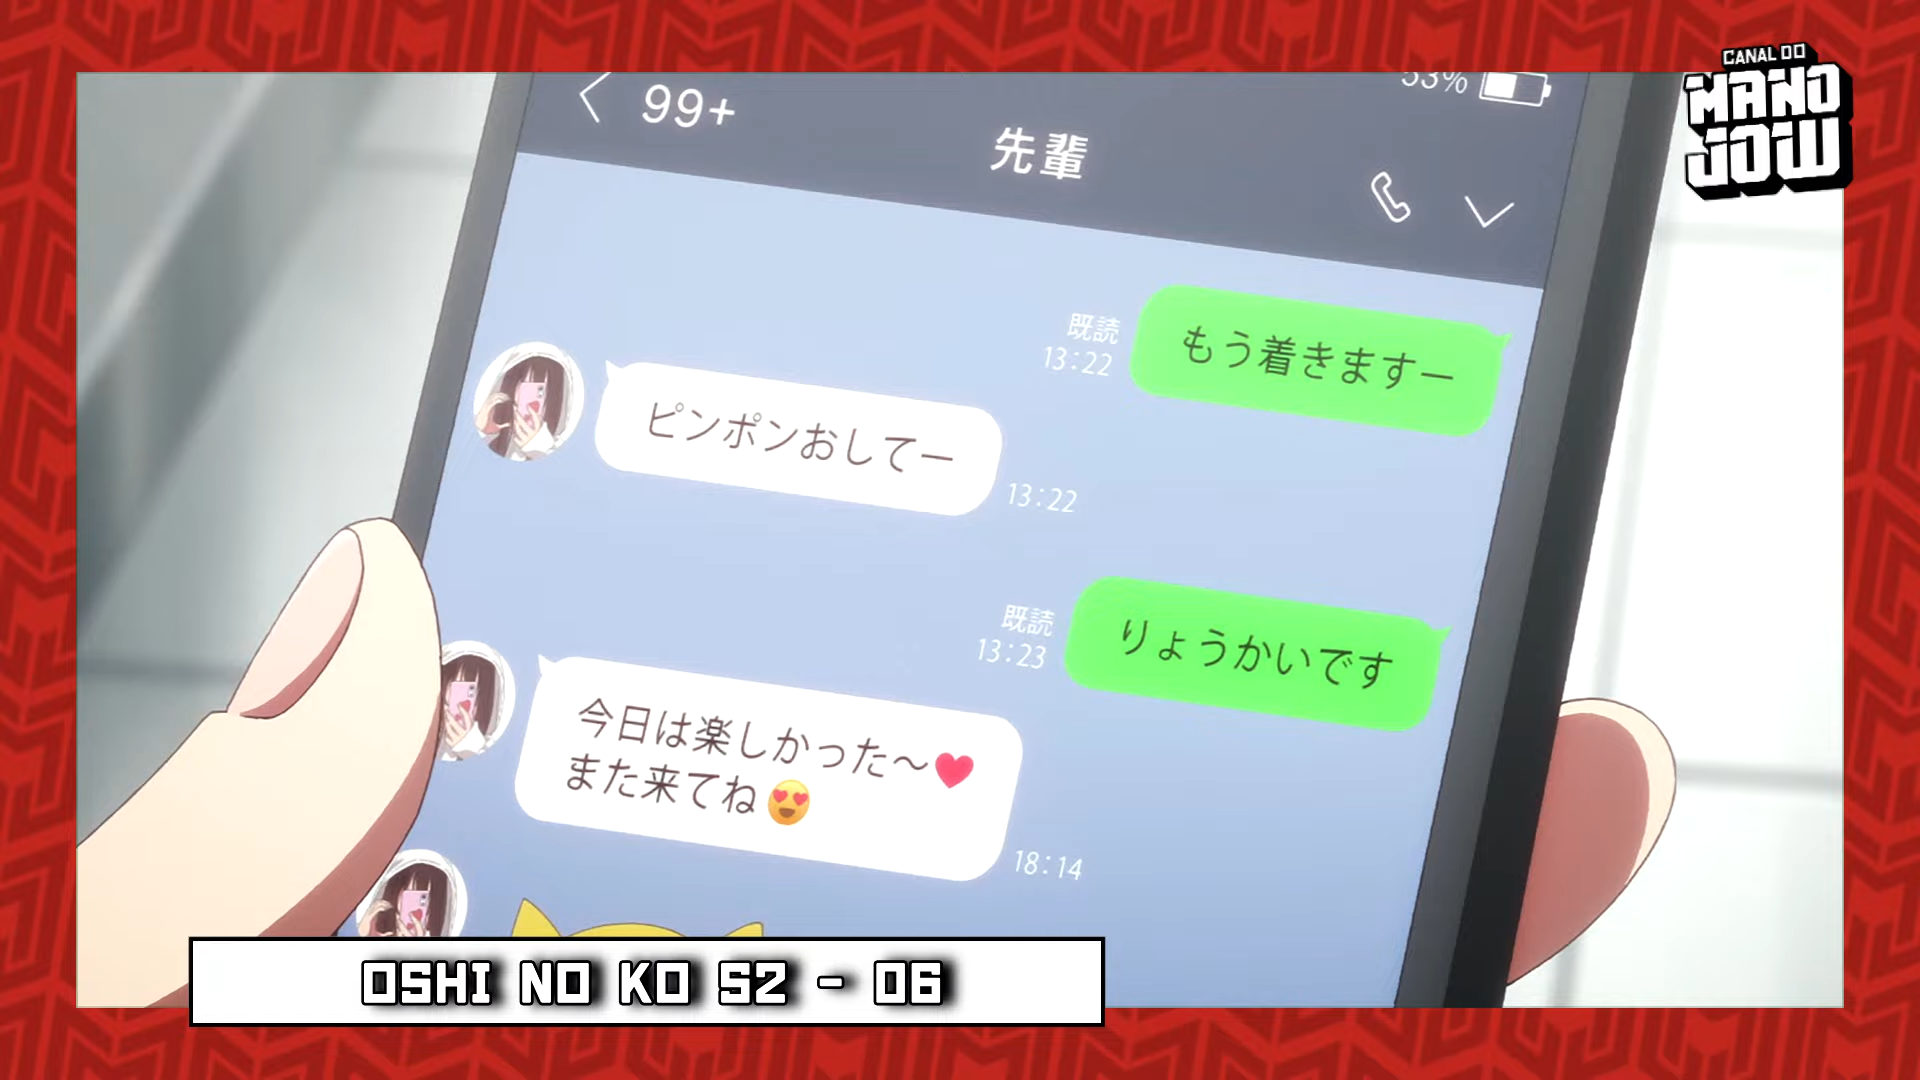 CANAL DO
MANO
JOW
99+
53%
先輩
もう着きますー
既読
13:22
ピンポンおしてー
13:22
りょうかいです
既読
13:23
今日は楽しかった～❤
また来てね😍
18:14
OSHI NO KO S2 - 06